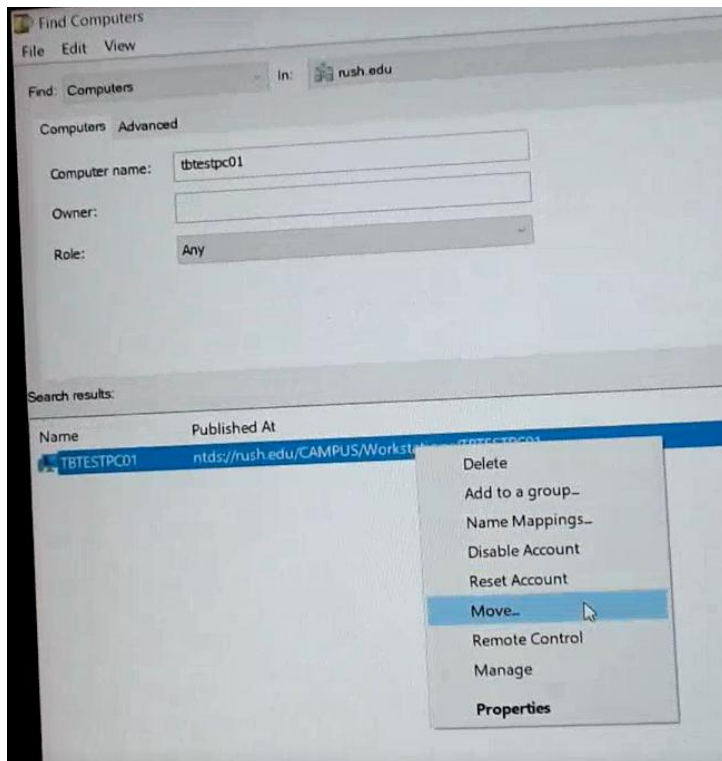 Find Computers
File Edit View
Find: Computers In: rush.edu
Computers Advanced
Computer name: tbtestpc01
Owner:
Role: Any
Search results:
Name Published At
TBTESTPC01 ntds://rush.edu/CAMPUS/Workstations/TBTESTPC01
Delete
Add to a group...
Name Mappings...
Disable Account
Reset Account
Move...
Remote Control
Manage
Properties